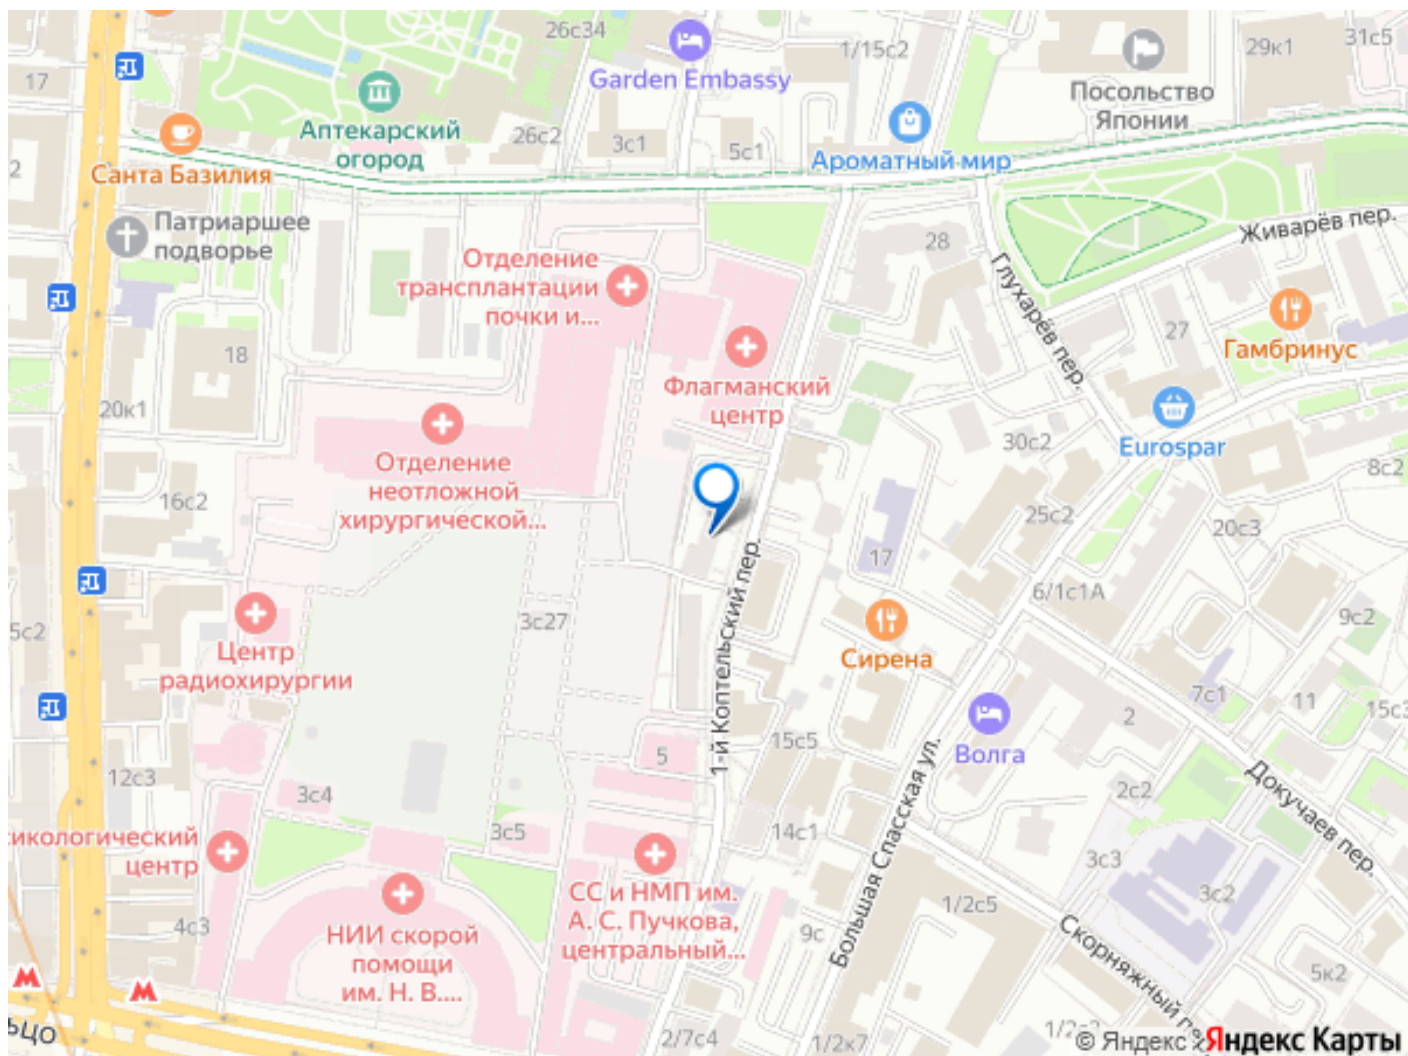 26с34
17
Garden Embassy
1/15с2
29к1
31с5
Посольство
Японии
Аптекарский
огород
26с2
3с1
5с1
Ароматный мир
2
Санта Базилия
Патриаршее
подворье
28
Живарёв пер.
Глухарёв пер.
Отделение
трансплантации
почки и...
27
Гамбринус
18
Флагманский
центр
20к1
Eurospar
30с2
Отделение
неотложной
хирургической...
8с2
16с2
25с2
20с3
17
6/1с1А
1-й Коптельский пер.
5с2
3с27
9с2
Центр
радиохирургии
Сирена
7с1
11
2
15с3
Волга
15с5
5
12с3
3с4
2с2
Докучаев пер.
Большая Спасская ул.
сикологический
центр
3с5
14с1
3с3
3с2
СС и НМП им.
А. С. Пучкова,
центральный...
4с3
НИИ скорой
помощи
им. Н. В....
9с
1/2с5
Скорняжный
5к2
ьцо
2/7с4
1/2к7
© Яндекс
Яндекс Карты